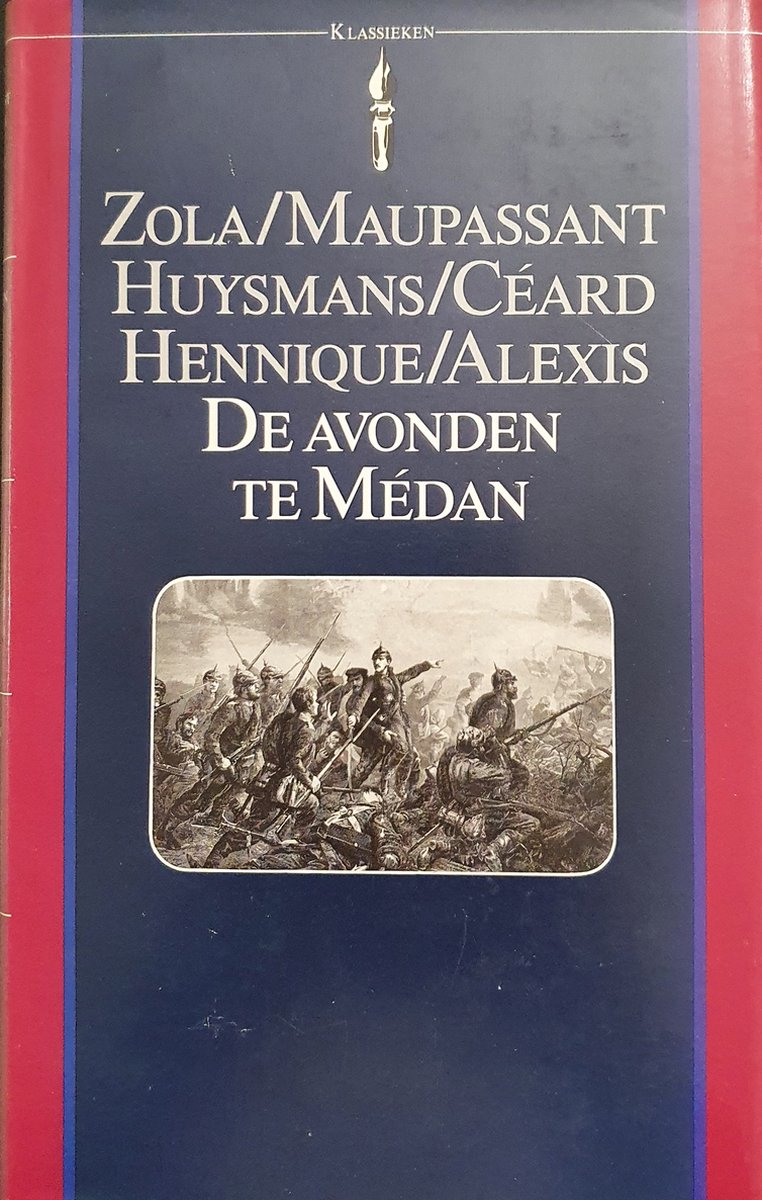 Klassieken
Zola/Maupassant
Huysmans/Céard
Hennique/Alexis
De avonden
te Médan